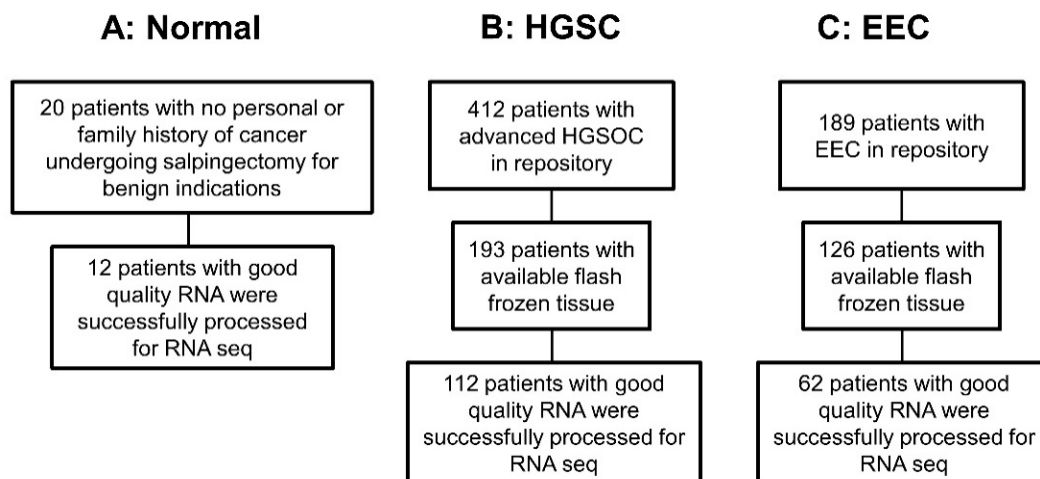 A: Normal
20 patients with no personal or
family history of cancer
undergoing salpingectomy for
benign indications
12 patients with good
quality RNA were
successfully processed
for RNA seq
B: HGSC
412 patients with
advanced HGSOC
in repository
193 patients with
available flash
frozen tissue
112 patients with good
quality RNA were
successfully processed for
RNA seq
C: EEC
189 patients with
EEC in repository
126 patients with
available flash
frozen tissue
62 patients with good
quality RNA were
successfully processed for
RNA seq